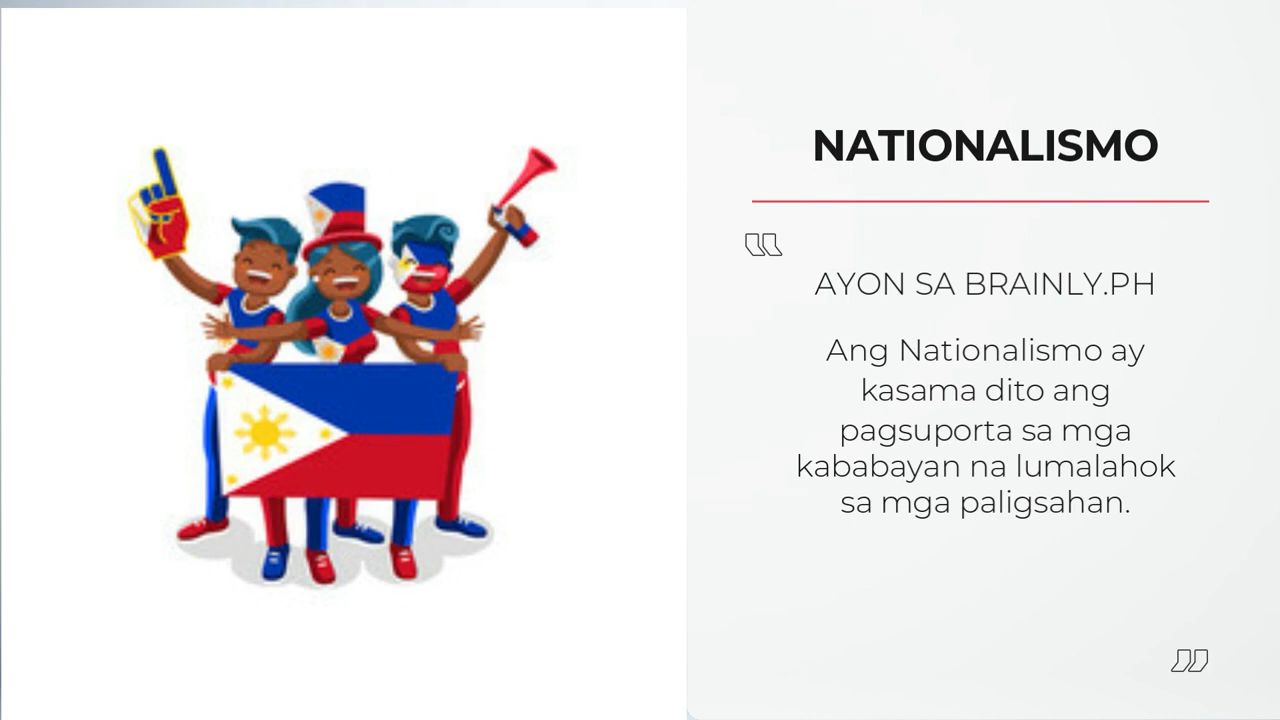 NATIONALISMO
AYON SA BRAINLY.PH
Ang Nationalismo ay
kasama dito ang
pagsuporta sa mga
kababayan na lumalahok
sa mga paligsahan.